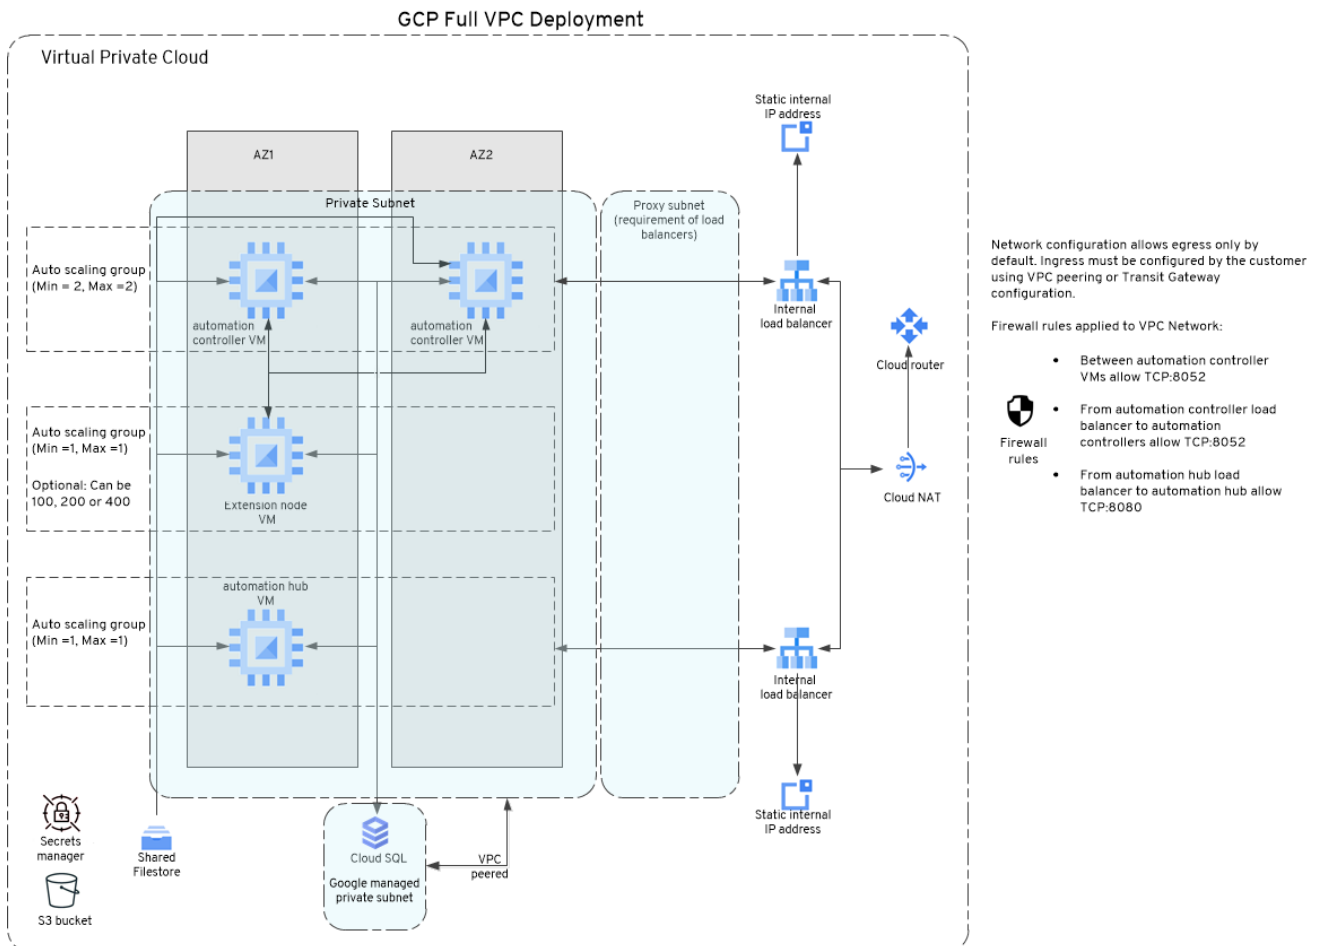 GCP Full VPC Deployment
Virtual Private Cloud
Static internal
IP address
AZ1
AZ2
Private Subnet
Proxy subnet
(requirement of load
balancers)
Auto scaling group
(Min = 2, Max =2)
automation
controller VM
automation
controller VM
Internal
load balancer
Cloud router
Network configuration allows egress only by
default. Ingress must be configured by the customer
using VPC peering or Transit Gateway
configuration.
Firewall rules applied to VPC Network:
• Between automation controller
VMs allow TCP:8052
• From automation controller load
balancer to automation
controllers allow TCP:8052
• From automation hub load
balancer to automation hub allow
TCP:8080
Firewall
rules
Auto scaling group
(Min =1, Max =1)
Optional: Can be
100, 200 or 400
Extension node
VM
Cloud NAT
automation hub
VM
Auto scaling group
(Min =1, Max =1)
Internal
load balancer
Static internal
IP address
Secrets
manager
Shared
Filestore
S3 bucket
Cloud SQL
Google managed
private subnet
VPC
peered